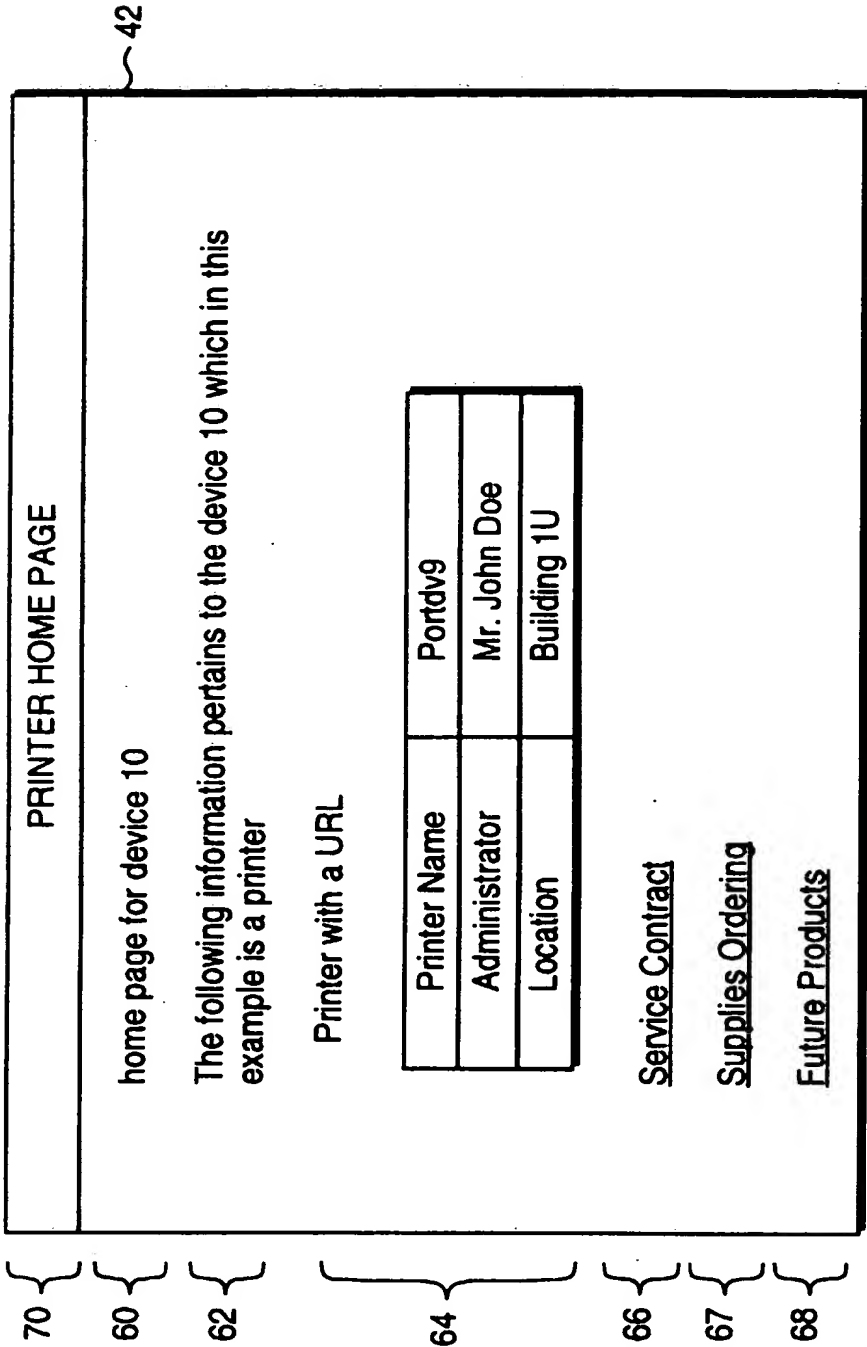 70 PRINTER HOME PAGE
42
60 home page for device 10
62 The following information pertains to the device 10 which in this
example is a printer
64 Printer with a URL
Printer Name Portdv9
Administrator Mr. John Doe
Location Building 1U
66 Service Contract
67 Supplies Ordering
68 Future Products